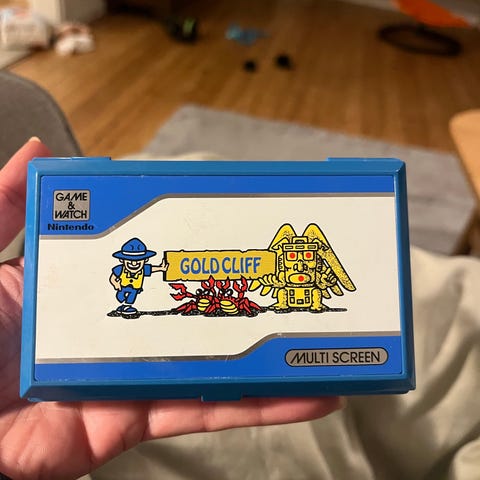 GAME
&
WATCH
Nintendo
GOLD CLIFF
MULTI SCREEN